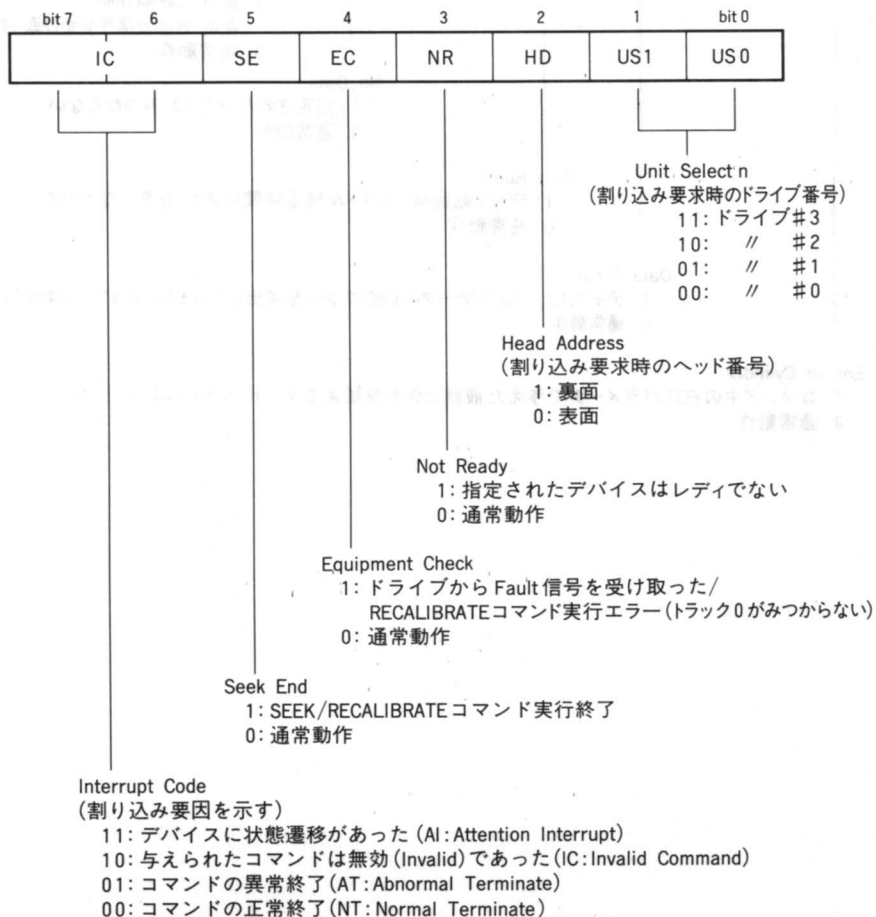 bit 7 6 5 4 3 2 1 bit 0
IC SE EC NR HD US1 US0
Unit Select n
(割り込み要求時のドライブ番号)
11: ドライブ#3
10: 〃 #2
01: 〃 #1
00: 〃 #0
Head Address
(割り込み要求時のヘッド番号)
1: 裏面
0: 表面
Not Ready
1: 指定されたデバイスはレディでない
0: 通常動作
Equipment Check
1: ドライブからFault信号を受け取った/
RECALIBRATEコマンド実行エラー(トラック0がみつからない)
0: 通常動作
Seek End
1: SEEK/RECALIBRATEコマンド実行終了
0: 通常動作
Interrupt Code
(割り込み要因を示す)
11: デバイスに状態遷移があった(AI:Attention Interrupt)
10: 与えられたコマンドは無効(Invalid)であった(IC:Invalid Command)
01: コマンドの異常終了(AT:Abnormal Terminate)
00: コマンドの正常終了(NT:Normal Terminate)